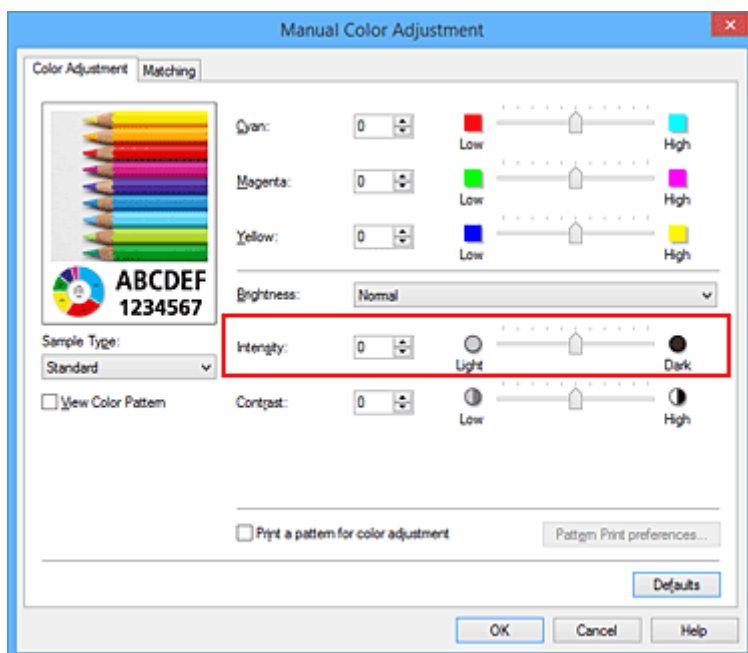 Manual Color Adjustment
Color Adjustment Matching
Cyan: 0 Low High
Magenta: 0 Low High
Yellow: 0 Low High
ABCDEF
1234567
Brightness: Normal
Sample Type:
Standard
Intensity: 0 Light Dark
View Color Pattern
Contrast: 0 Low High
Print a pattern for color adjustment
Pattern Print preferences...
Defaults
OK Cancel Help